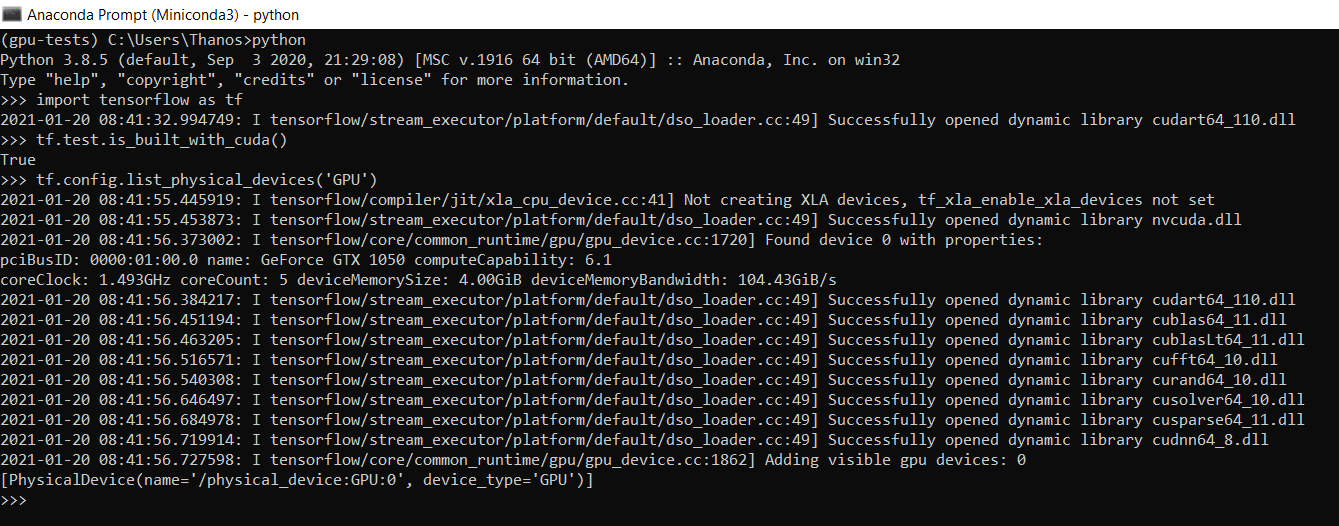 Anaconda Prompt (Miniconda3) - python
(gpu-tests) C:\Users\Thanos>python
Python 3.8.5 (default, Sep  3 2020, 21:29:08) [MSC v.1916 64 bit (AMD64)] :: Anaconda, Inc. on win32
Type "help", "copyright", "credits" or "license" for more information.
>>> import tensorflow as tf
2021-01-20 08:41:32.994749: I tensorflow/stream_executor/platform/default/dso_loader.cc:49] Successfully opened dynamic library cudart64_110.dll
>>> tf.test.is_built_with_cuda()
True
>>> tf.config.list_physical_devices('GPU')
2021-01-20 08:41:55.445919: I tensorflow/compiler/jit/xla_cpu_device.cc:41] Not creating XLA devices, tf_xla_enable_xla_devices not set
2021-01-20 08:41:55.453873: I tensorflow/stream_executor/platform/default/dso_loader.cc:49] Successfully opened dynamic library nvcuda.dll
2021-01-20 08:41:56.373002: I tensorflow/core/common_runtime/gpu/gpu_device.cc:1720] Found device 0 with properties:
pciBusID: 0000:01:00.0 name: GeForce GTX 1050 computeCapability: 6.1
coreClock: 1.493GHz coreCount: 5 deviceMemorySize: 4.00GiB deviceMemoryBandwidth: 104.43GiB/s
2021-01-20 08:41:56.384217: I tensorflow/stream_executor/platform/default/dso_loader.cc:49] Successfully opened dynamic library cudart64_110.dll
2021-01-20 08:41:56.451194: I tensorflow/stream_executor/platform/default/dso_loader.cc:49] Successfully opened dynamic library cublas64_11.dll
2021-01-20 08:41:56.463205: I tensorflow/stream_executor/platform/default/dso_loader.cc:49] Successfully opened dynamic library cublasLt64_11.dll
2021-01-20 08:41:56.516571: I tensorflow/stream_executor/platform/default/dso_loader.cc:49] Successfully opened dynamic library cufft64_10.dll
2021-01-20 08:41:56.540308: I tensorflow/stream_executor/platform/default/dso_loader.cc:49] Successfully opened dynamic library curand64_10.dll
2021-01-20 08:41:56.646497: I tensorflow/stream_executor/platform/default/dso_loader.cc:49] Successfully opened dynamic library cusolver64_10.dll
2021-01-20 08:41:56.684978: I tensorflow/stream_executor/platform/default/dso_loader.cc:49] Successfully opened dynamic library cusparse64_11.dll
2021-01-20 08:41:56.719914: I tensorflow/stream_executor/platform/default/dso_loader.cc:49] Successfully opened dynamic library cudnn64_8.dll
2021-01-20 08:41:56.727598: I tensorflow/core/common_runtime/gpu/gpu_device.cc:1862] Adding visible gpu devices: 0
[PhysicalDevice(name='/physical_device:GPU:0', device_type='GPU')]
>>>